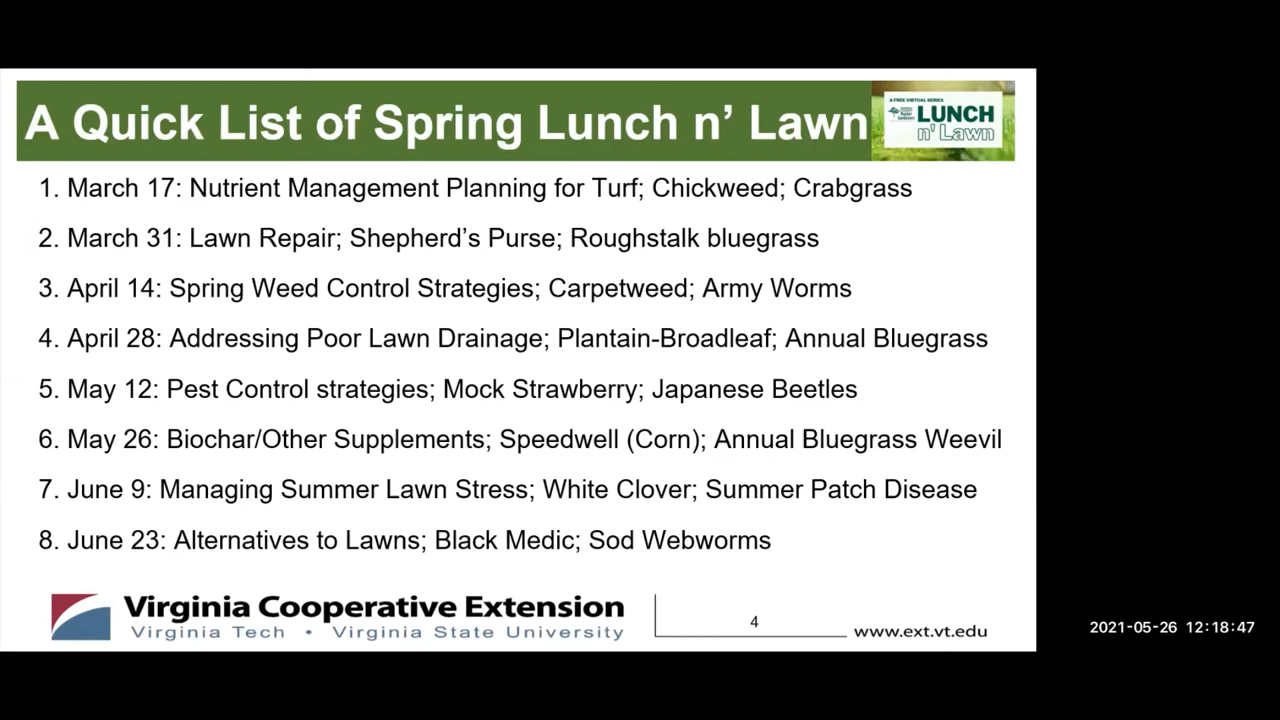 A Quick List of Spring Lunch n’ Lawn
A FREE VIRTUAL SERIES
LUNCH
n' Lawn
1. March 17: Nutrient Management Planning for Turf; Chickweed; Crabgrass
2. March 31: Lawn Repair; Shepherd’s Purse; Roughstalk bluegrass
3. April 14: Spring Weed Control Strategies; Carpetweed; Army Worms
4. April 28: Addressing Poor Lawn Drainage; Plantain-Broadleaf; Annual Bluegrass
5. May 12: Pest Control strategies; Mock Strawberry; Japanese Beetles
6. May 26: Biochar/Other Supplements; Speedwell (Corn); Annual Bluegrass Weevil
7. June 9: Managing Summer Lawn Stress; White Clover; Summer Patch Disease
8. June 23: Alternatives to Lawns; Black Medic; Sod Webworms
Virginia Cooperative Extension
Virginia Tech • Virginia State University
4
www.ext.vt.edu
2021-05-26 12:18:47